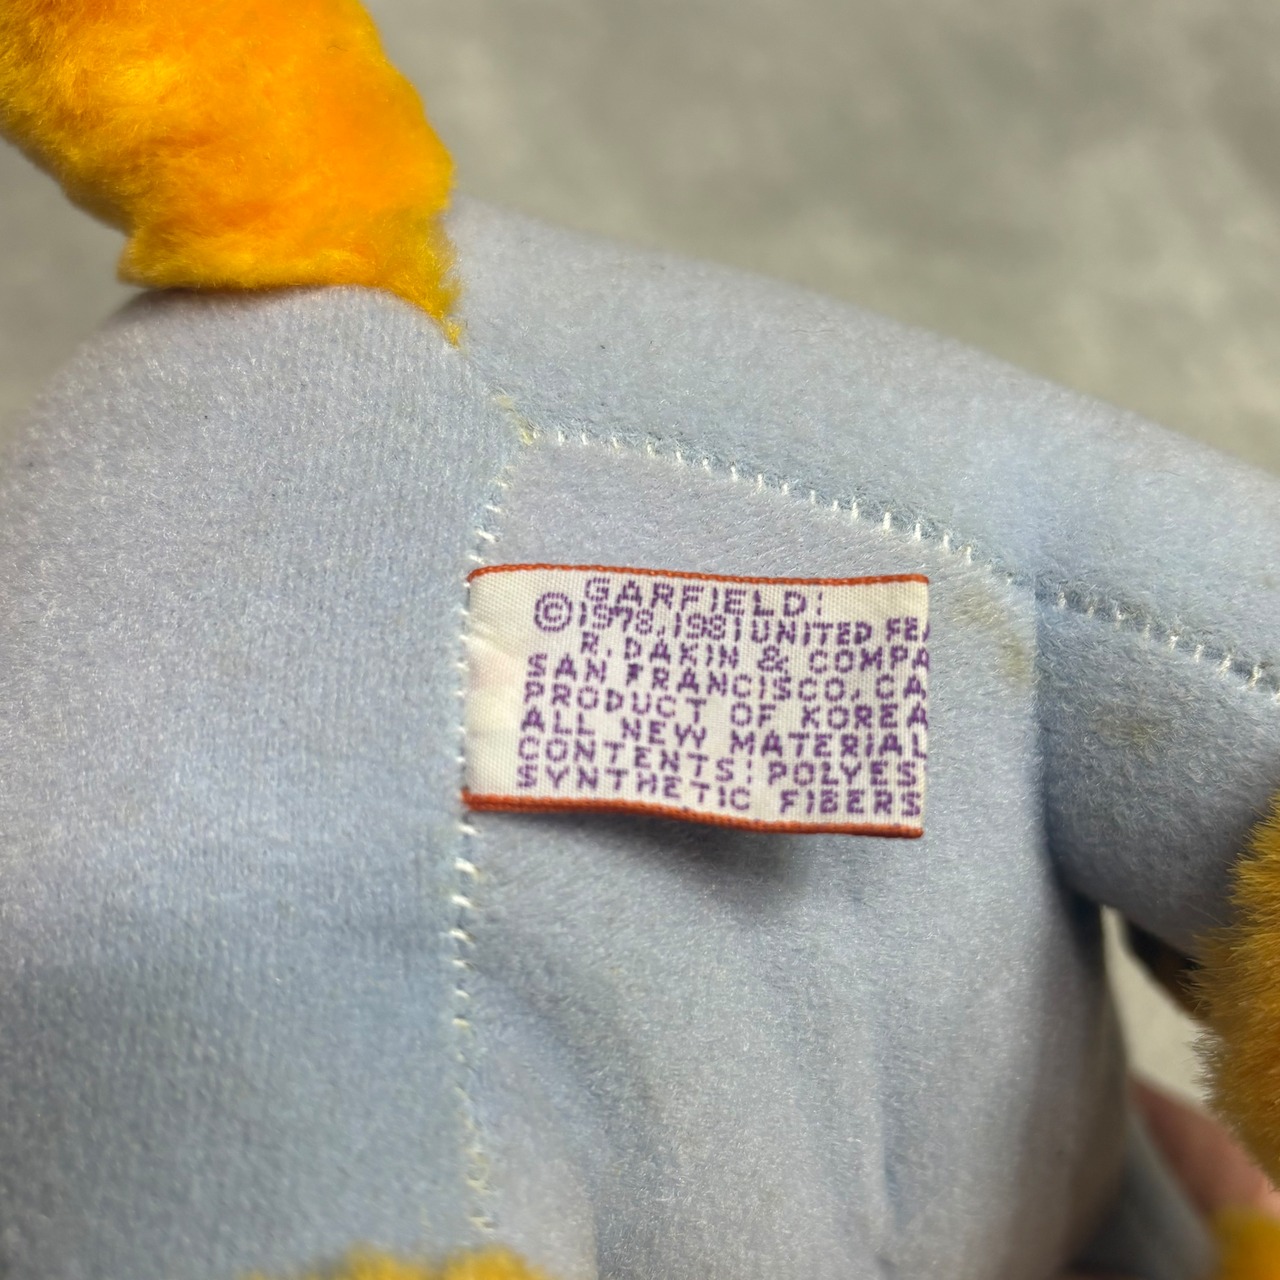 GARFIELD:
©1978,1981 UNITED FEA
R. DAKIN & COMPA
SAN FRANCISCO, CA
PRODUCT OF KOREA
ALL NEW MATERIAL
CONTENTS: POLYES
SYNTHETIC FIBERS